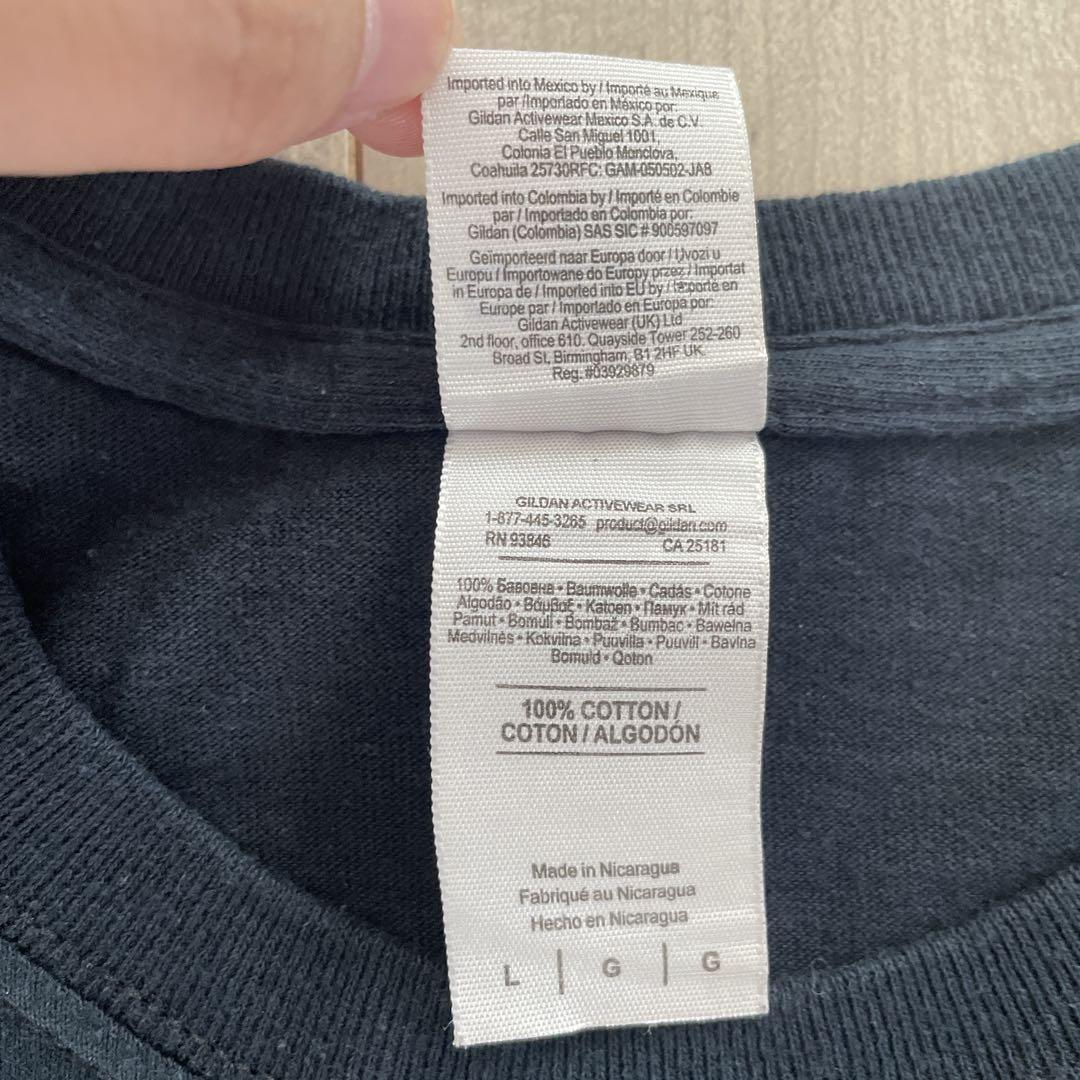 Imported into Mexico by / Importé au Mexique
par / Importado en México por:
Gildan Activewear Mexico S.A. de C.V.
Calle San Miguel 1001
Colonia El Pueblo Monclova,
Coahuila 25730RFC: GAM-050502-JA8
Imported into Colombia by / Importé en Colombie
par / Importado en Colombia por:
Gildan (Colombia) SAS SIC # 900597097
Geïmporteerd naar Europa door / Uvozi u
Europu / Importowane do Europy przez / Importat
in Europa de / Imported into EU by / Importé en
Europe par / Importado en Europa por:
Gildan Activewear (UK) Ltd
2nd floor, office 610, Quayside Tower 252-260
Broad St, Birmingham, B1 2HF UK.
Reg. #03929879
GILDAN ACTIVEWEAR SRL
1-877-445-3265 product@gildan.com
RN 93846 CA 25181
100% Бавовна • Baumwolle • Cadás • Cotone
Algodão • Βάμβαξ • Katoen • Памук • Mit rád
Pamut • Bomull • Bombaž • Bumbac • Bawełna
Medvilnės • Kokvilna • Puuvilla • Puuvill • Bavlna
Bomuld • Qoton
100% COTTON /
COTON / ALGODÓN
Made in Nicaragua
Fabriqué au Nicaragua
Hecho en Nicaragua
L | G | G